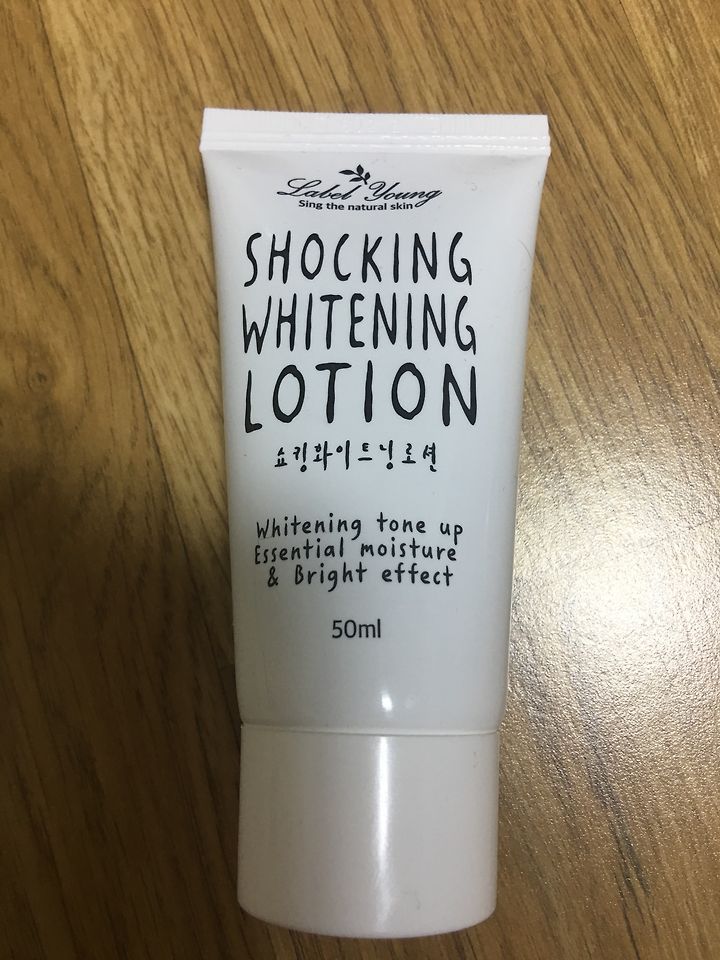 Label Young
Sing the natural skin
SHOCKING
WHITENING
LOTION
쇼킹화이트닝로션
Whitening tone up
Essential moisture
& Bright effect
50ml